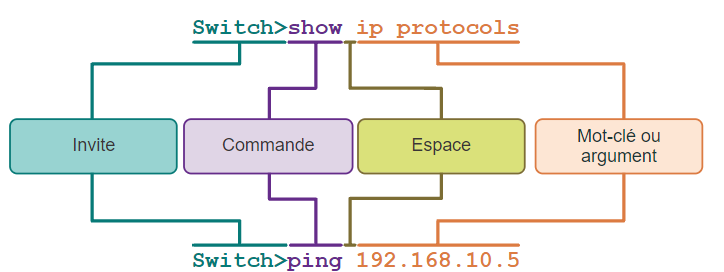 Switch>show ip protocols
Invite
Commande
Espace
Mot-clé ou
argument
Switch>ping 192.168.10.5